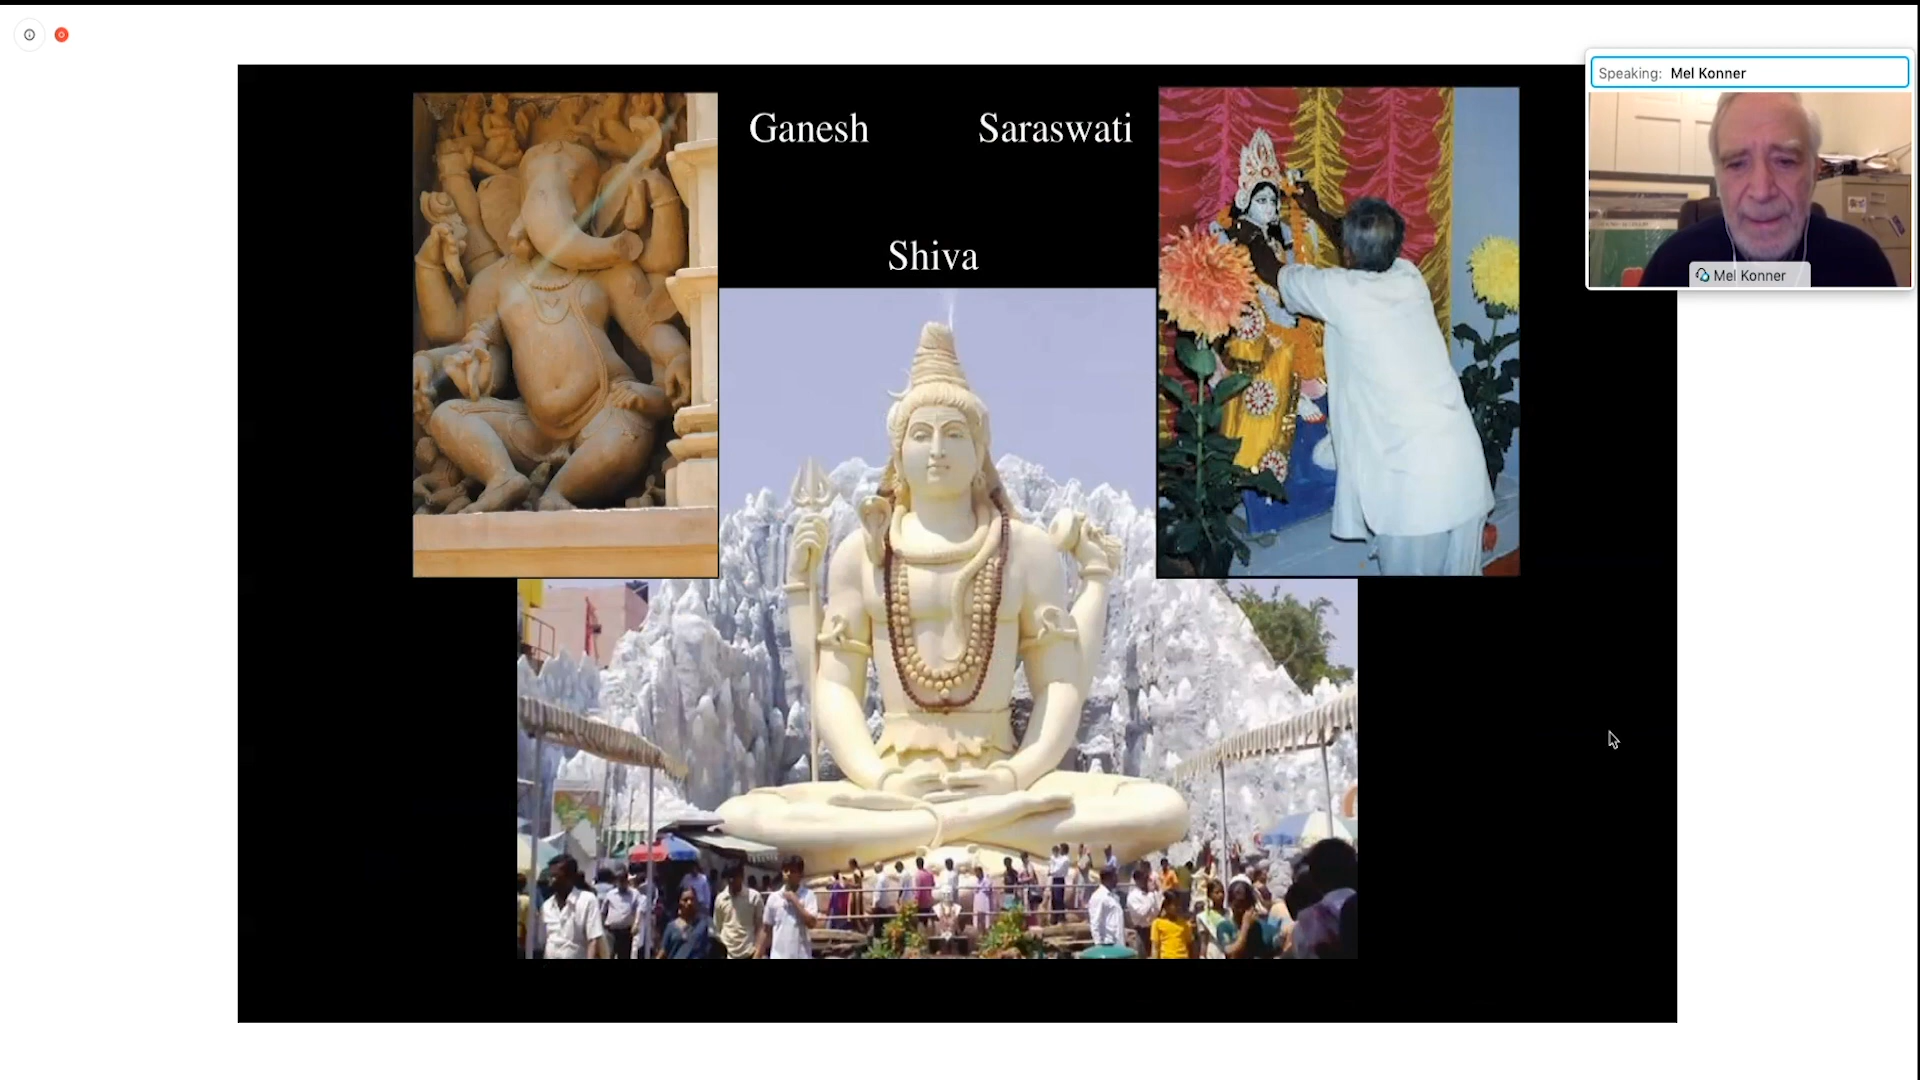 Speaking: Mel Konner
Ganesh
Saraswati
Shiva
Mel Konner